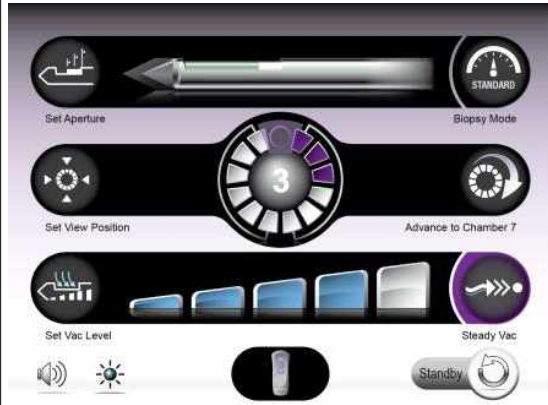 STANDARD
Set Aperture
Biopsy Mode
3
Set View Position
Advance to Chamber 7
Set Vac Level
Steady Vac
Standby